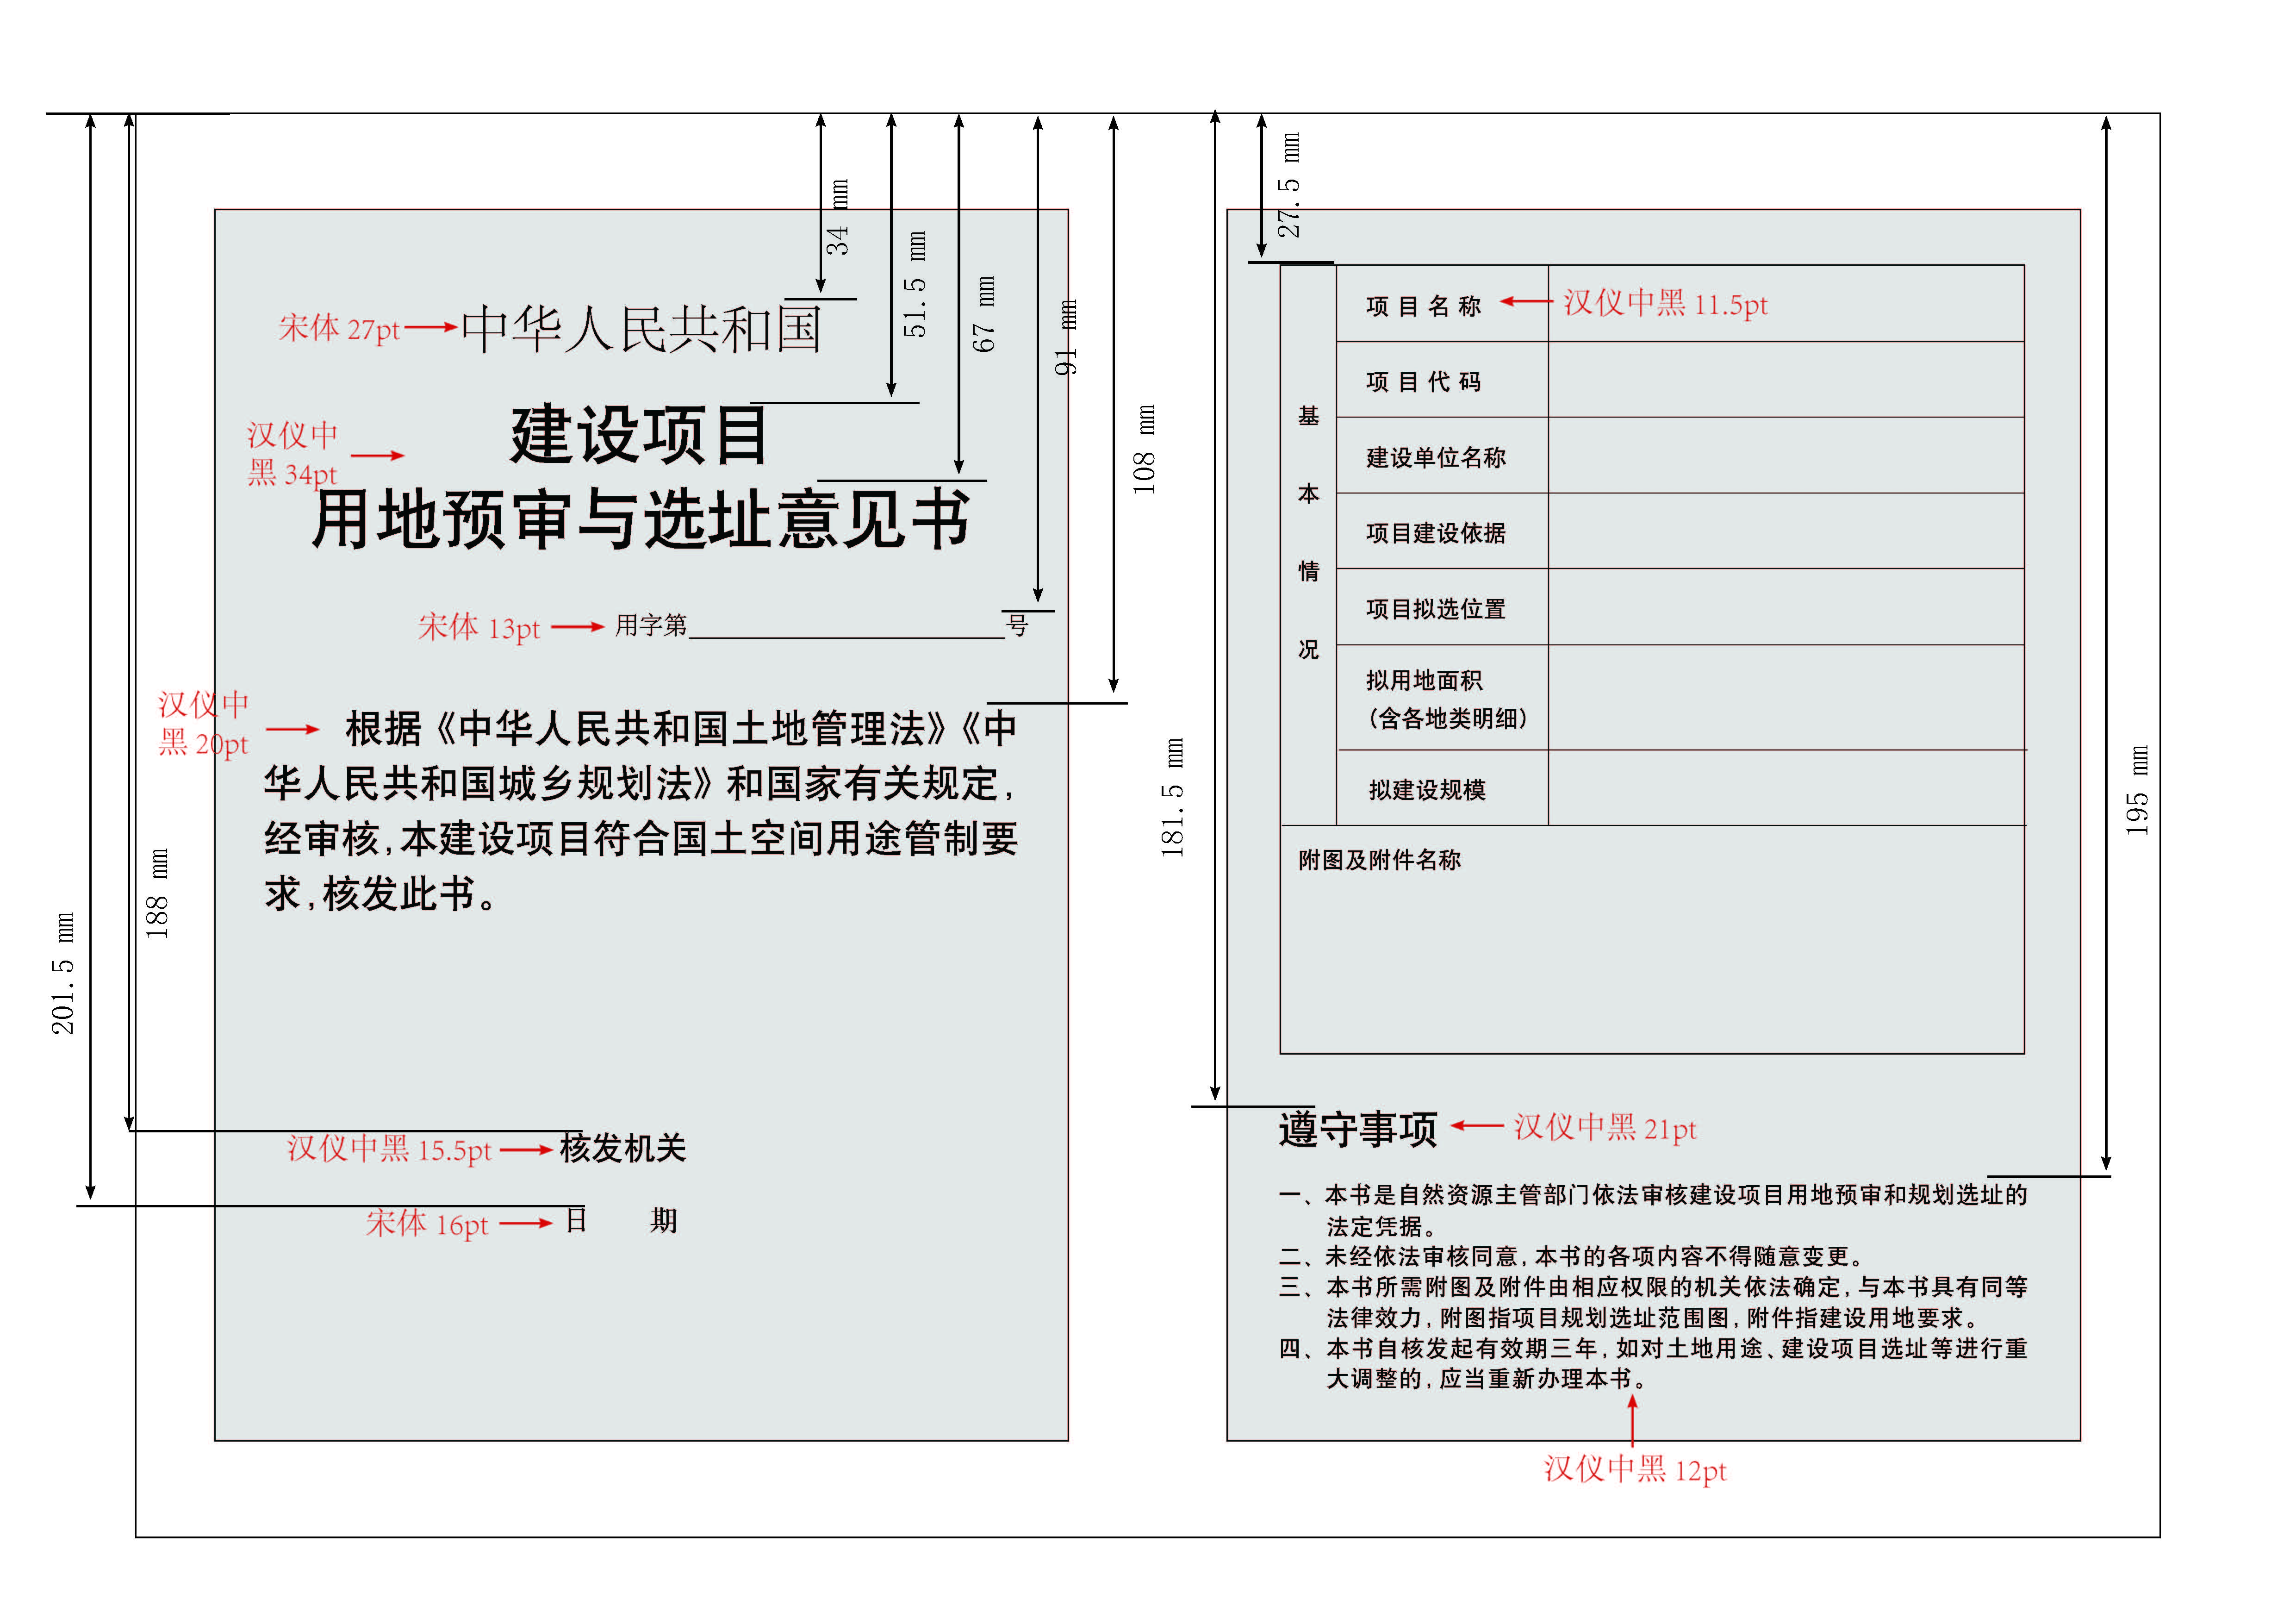 34 mm
51.5 mm
67 mm
91 mm
108 mm
188 mm
201.5 mm
宋体 27pt
中华人民共和国
汉仪中
黑 34pt
建设项目
用地预审与选址意见书
宋体 13pt
用字第
号
汉仪中
黑 20pt
根据《中华人民共和国土地管理法》《中
华人民共和国城乡规划法》和国家有关规定,
经审核,本建设项目符合国土空间用途管制要
求,核发此书。
汉仪中黑 15.5pt
核发机关
宋体 16pt
日 期
27.5 mm
181.5 mm
195 mm
基本情况
项目名称
汉仪中黑 11.5pt
项目代码
建设单位名称
项目建设依据
项目拟选位置
拟用地面积
(含各地类明细)
拟建设规模
附图及附件名称
遵守事项
汉仪中黑 21pt
一、本书是自然资源主管部门依法审核建设项目用地预审和规划选址的
法定凭据。
二、未经依法审核同意,本书的各项内容不得随意变更。
三、本书所需附图及附件由相应权限的机关依法确定,与本书具有同等
法律效力,附图指项目规划选址范围图,附件指建设用地要求。
四、本书自核发起有效期三年,如对土地用途、建设项目选址等进行重
大调整的,应当重新办理本书。
汉仪中黑 12pt